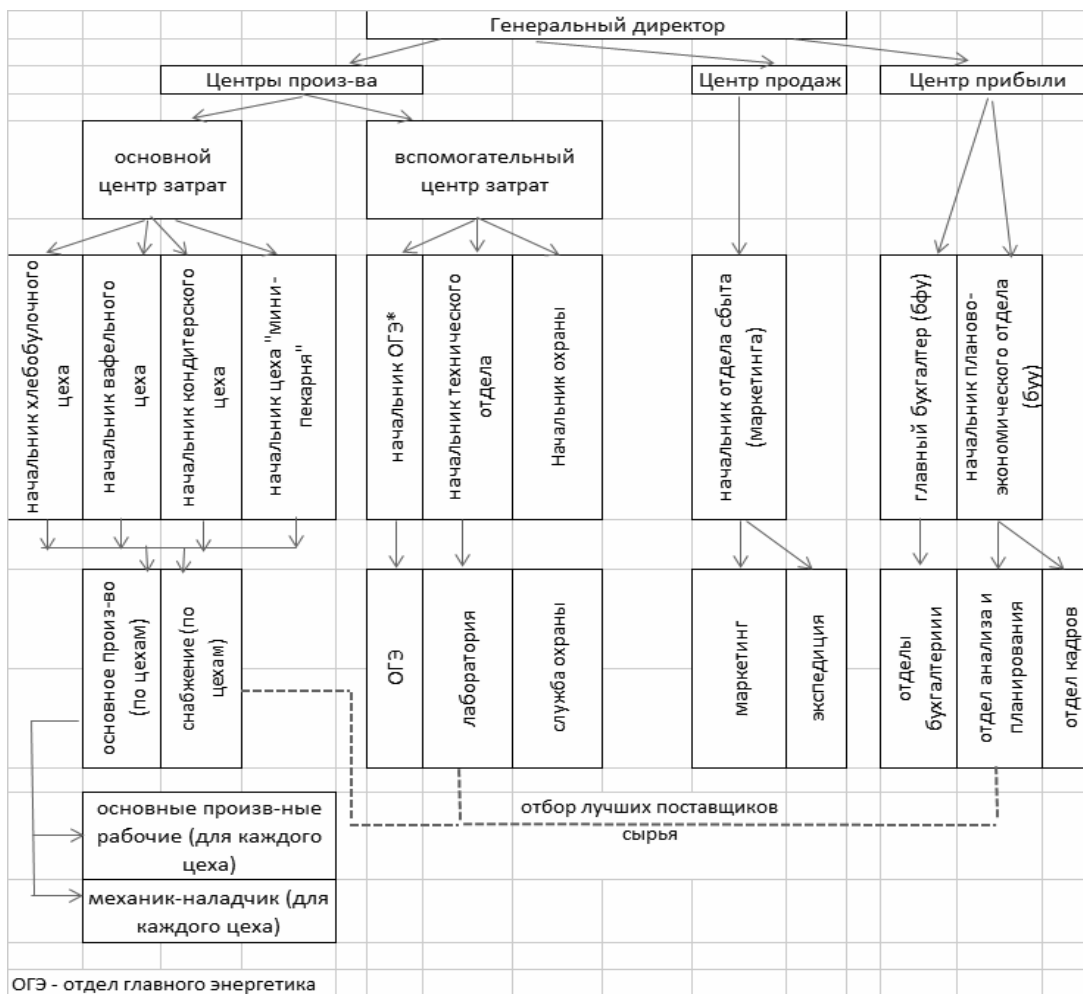 Генеральный директор
Центры произ-ва
Центр продаж
Центр прибыли
основной
центр затрат
вспомогательный
центр затрат
начальник хлебобулочного
цеха
начальник вафельного
цеха
начальник кондитерского
цеха
начальник цеха "мини-
пекарня"
начальник ОГЭ*
начальник технического
отдела
Начальник охраны
начальник отдела сбыта
(маркетинга)
главный бухгалтер (бфу)
начальник планово-
экономического отдела
(буу)
основное произ-во
(по цехам)
снабжение (по
цехам)
ОГЭ
лаборатория
служба охраны
маркетинг
экспедиция
отделы
бухгалтериии
отдел анализа и
планирования
отдел кадров
отбор лучших поставщиков
сырья
основные произв-ные
рабочие (для каждого
цеха)
механик-наладчик (для
каждого цеха)
ОГЭ - отдел главного энергетика